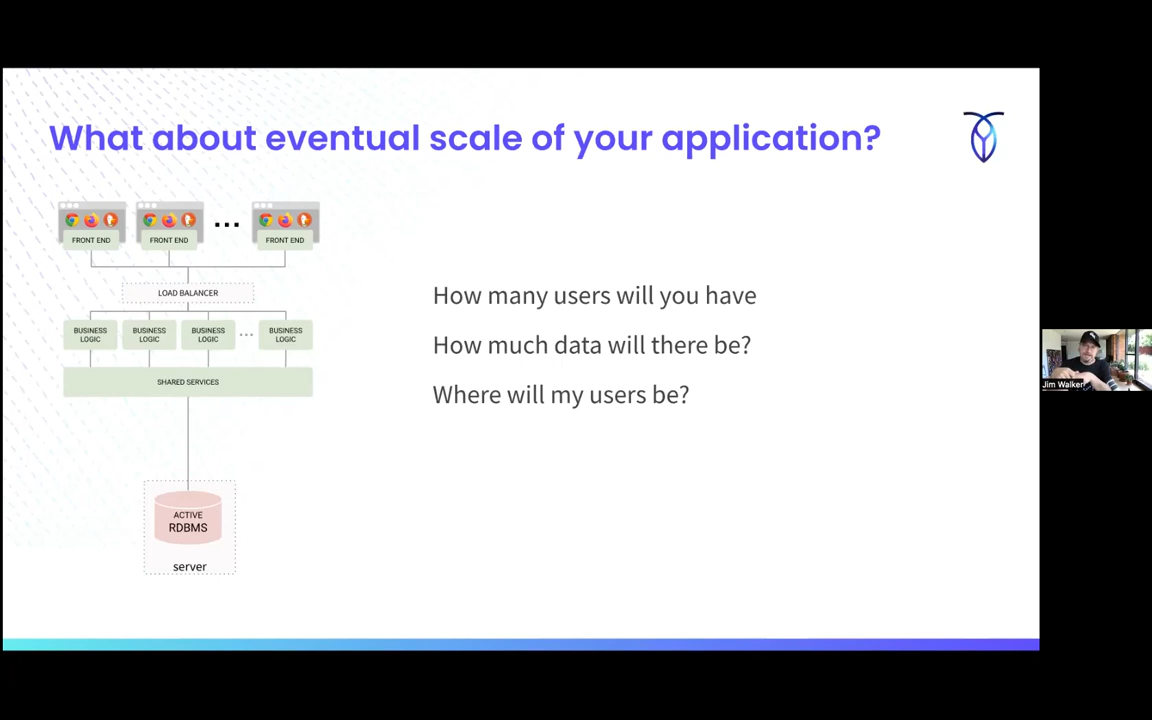 What about eventual scale of your application?
FRONT END
FRONT END
...
FRONT END
LOAD BALANCER
BUSINESS
LOGIC
BUSINESS
LOGIC
BUSINESS
LOGIC
...
BUSINESS
LOGIC
SHARED SERVICES
ACTIVE
RDBMS
server
How many users will you have
How much data will there be?
Where will my users be?
Jim Walker